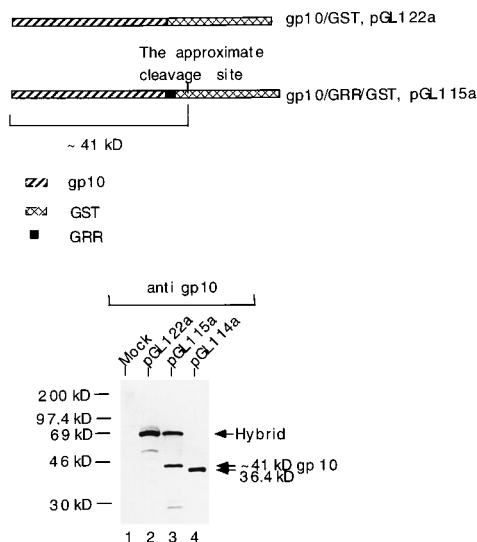 gp10/GST, pGL122a
The approximate
cleavage site
gp10/GRR/GST, pGL115a
~ 41 kD
gp10
GST
GRR
anti gp10
Mock
pGL122a
pGL115a
pGL114a
200 kD
97.4 kD
69 kD
Hybrid
46 kD
~41 kD gp 10
36.4 kD
30 kD
1 2 3 4